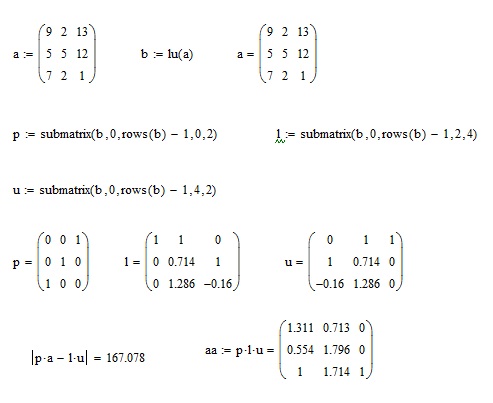 a := (9 2 13 5 5 12 7 2 1) b := lu(a) a = (9 2 13 5 5 12 7 2 1)
p := submatrix(b,0,rows(b) − 1,0,2) l := submatrix(b,0,rows(b) − 1,2,4)
u := submatrix(b,0,rows(b) − 1,4,2)
p = (0 0 1 0 1 0 1 0 0) l = (1 1 0 0 0.714 1 0 1.286 −0.16) u = (0 1 1 1 0.714 0 −0.16 1.286 0)
|p·a − l·u| = 167.078 aa := p·l·u = (1.311 0.713 0 0.554 1.796 0 1 1.714 1)